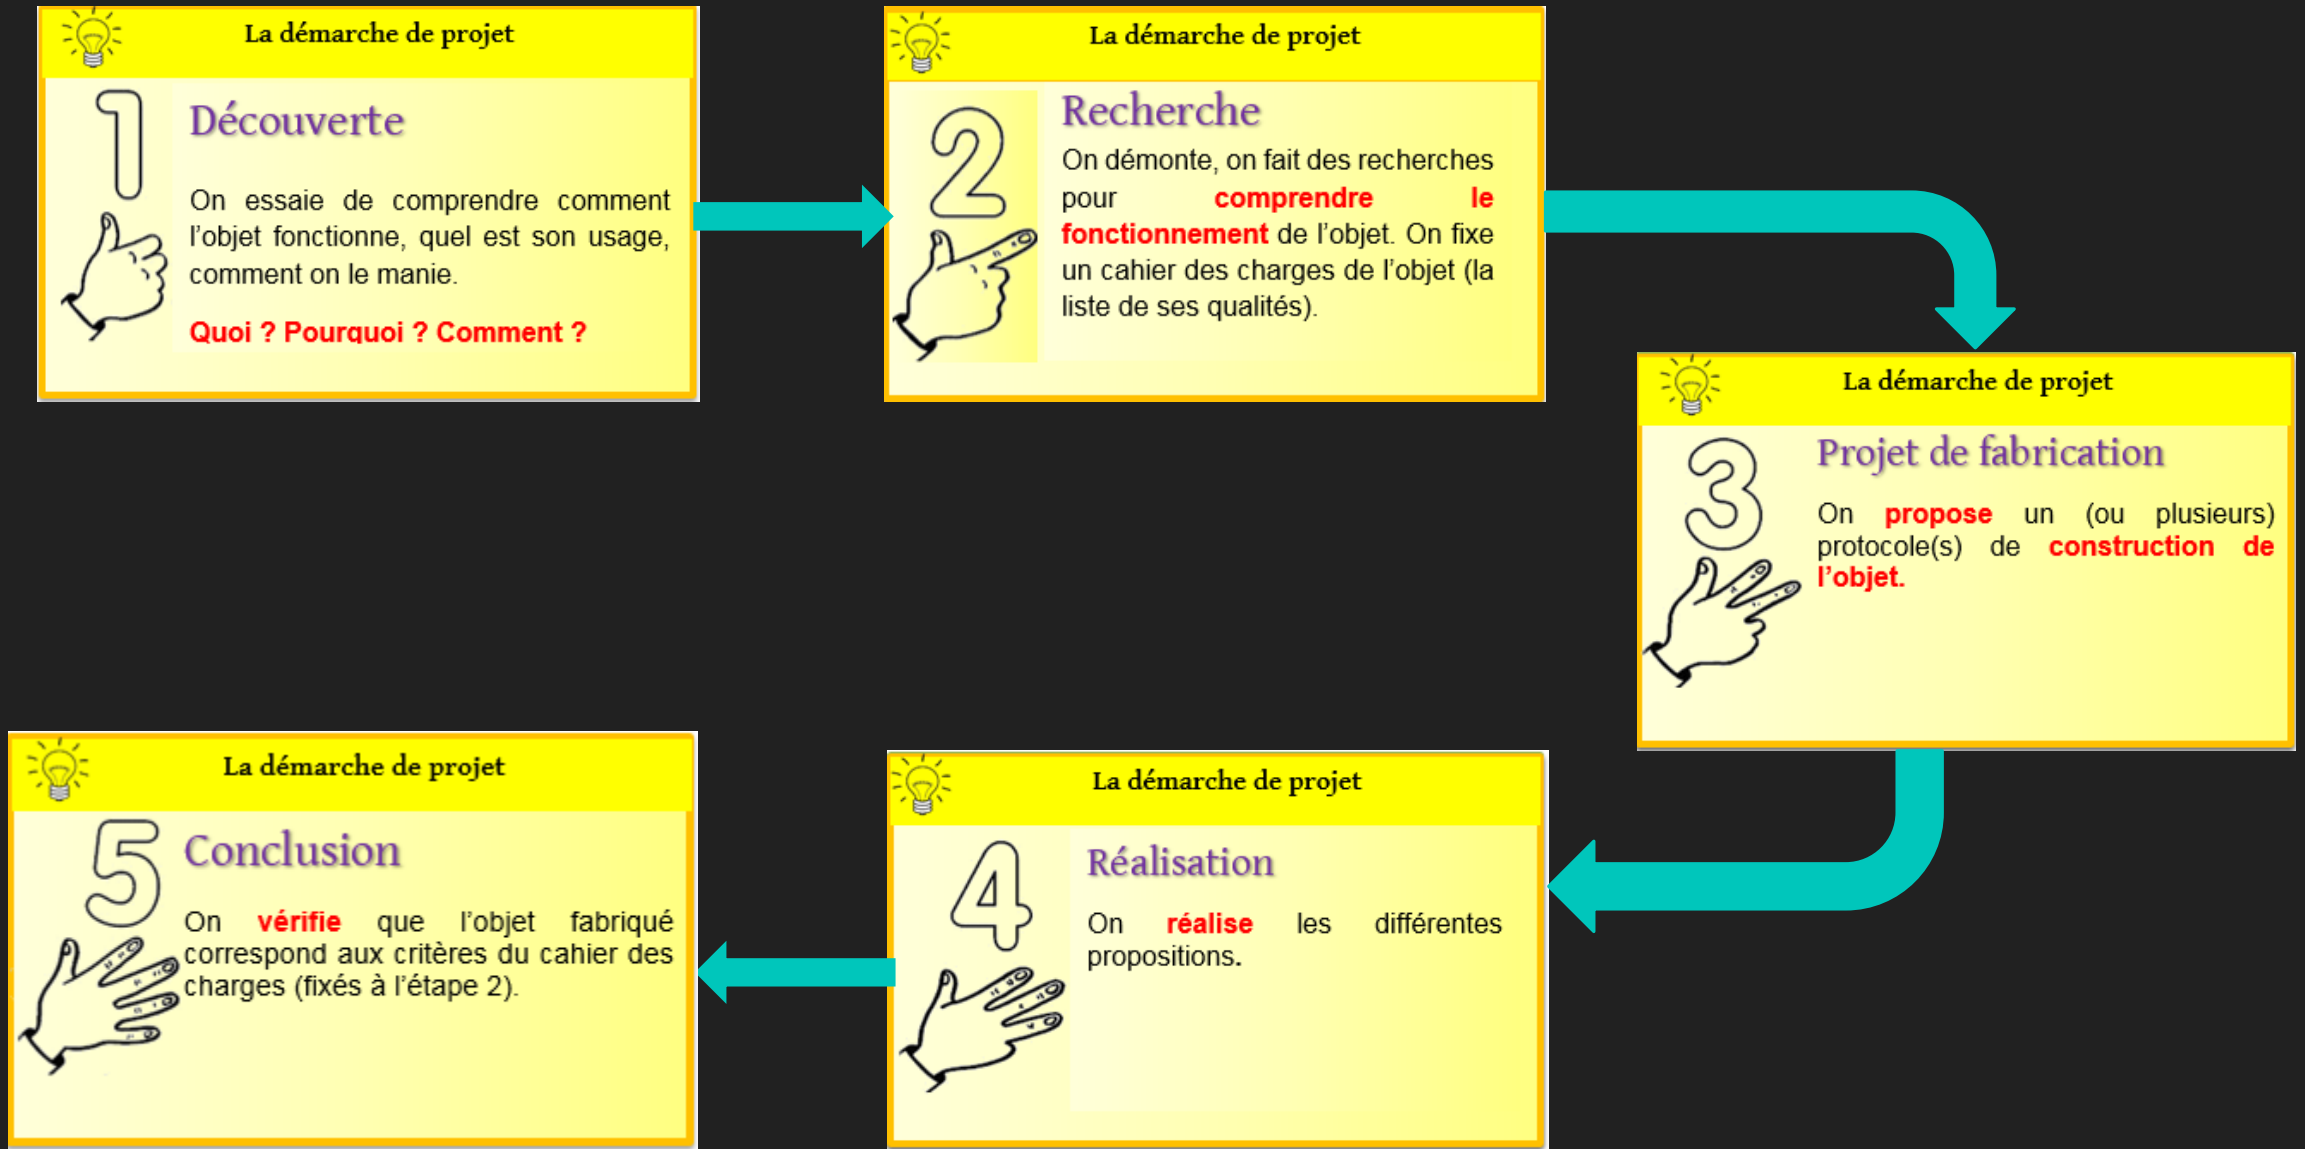 La démarche de projet
1
Découverte
On essaie de comprendre comment
l'objet fonctionne, quel est son usage,
comment on le manie.
Quoi ? Pourquoi ? Comment ?
La démarche de projet
2
Recherche
On démonte, on fait des recherches
pour comprendre le
fonctionnement de l'objet. On fixe
un cahier des charges de l'objet (la
liste de ses qualités).
La démarche de projet
3
Projet de fabrication
On propose un (ou plusieurs)
protocole(s) de construction de
l'objet.
La démarche de projet
4
Réalisation
On réalise les différentes
propositions.
La démarche de projet
5
Conclusion
On vérifie que l'objet fabriqué
correspond aux critères du cahier des
charges (fixés à l'étape 2).